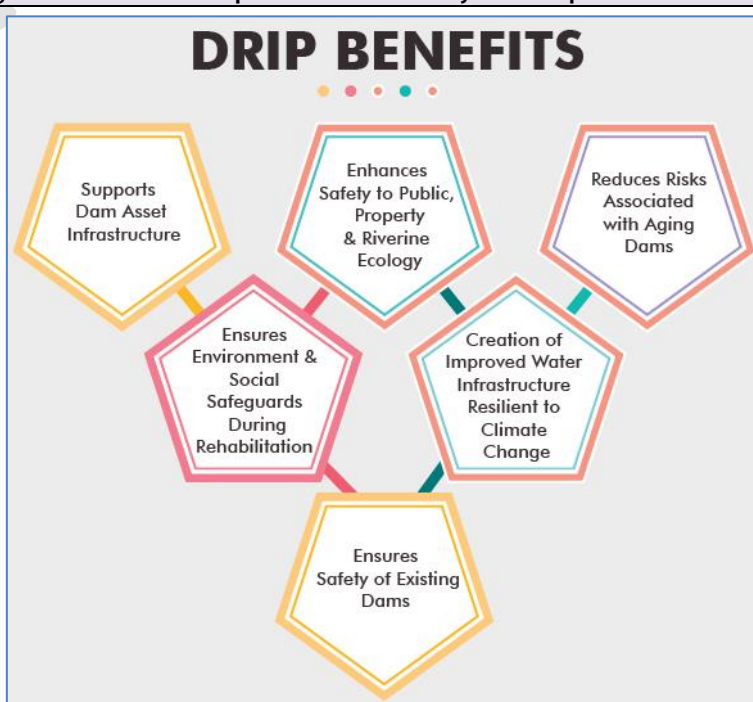 DRIP BENEFITS
Supports
Dam Asset
Infrastructure
Enhances
Safety to Public,
Property
& Riverine
Ecology
Reduces Risks
Associated
with Aging
Dams
Ensures
Environment &
Social
Safeguards
During
Rehabilitation
Creation of
Improved Water
Infrastructure
Resilient to
Climate
Change
Ensures
Safety of Existing
Dams